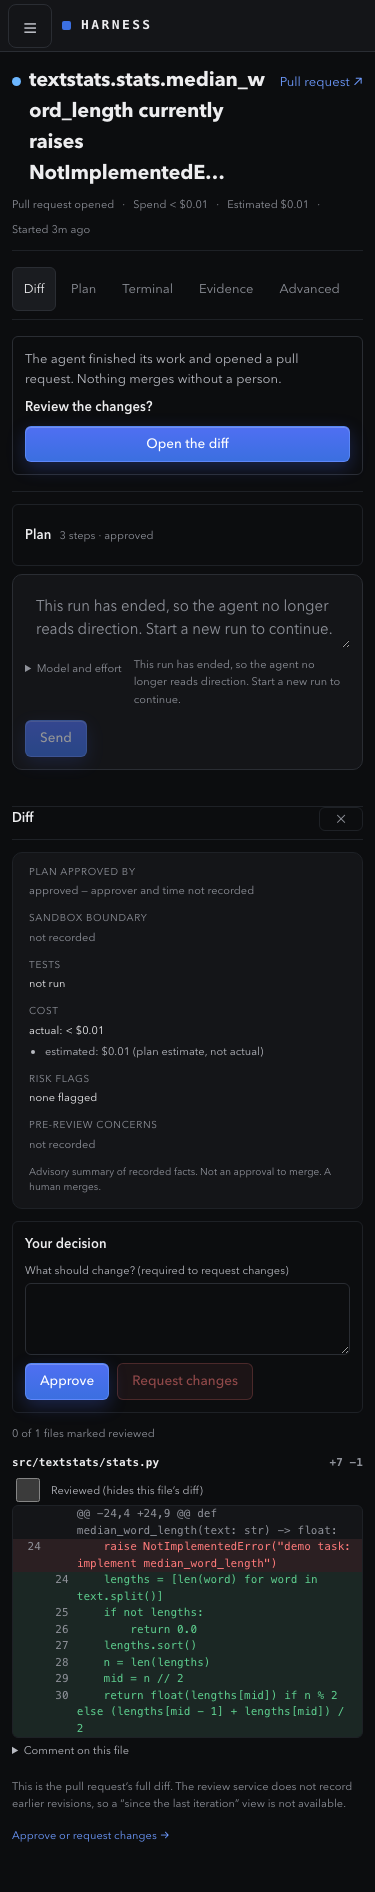 HARNESS
textstats.stats.median_w
ord_length currently
raises
NotImplementedE...
Pull request ↗
Pull request opened · Spend < $0.01 · Estimated $0.01 ·
Started 3m ago
Diff Plan Terminal Evidence Advanced
The agent finished its work and opened a pull
request. Nothing merges without a person.
Review the changes?
Open the diff
Plan 3 steps · approved
This run has ended, so the agent no longer
reads direction. Start a new run to continue.
▶ Model and effort
This run has ended, so the agent no
longer reads direction. Start a new run to
continue.
Send
Diff
×
PLAN APPROVED BY
approved — approver and time not recorded
SANDBOX BOUNDARY
not recorded
TESTS
not run
COST
actual: < $0.01
• estimated: $0.01 (plan estimate, not actual)
RISK FLAGS
none flagged
PRE-REVIEW CONCERNS
not recorded
Advisory summary of recorded facts. Not an approval to merge. A
human merges.
Your decision
What should change? (required to request changes)
Approve Request changes
0 of 1 files marked reviewed
src/textstats/stats.py +7 −1
Reviewed (hides this file's diff)
@@ -24,4 +24,9 @@ def
median_word_length(text: str) -> float:
24 raise NotImplementedError("demo task:
implement median_word_length")
24 lengths = [len(word) for word in
text.split()]
25 if not lengths:
26 return 0.0
27 lengths.sort()
28 n = len(lengths)
29 mid = n // 2
30 return float(lengths[mid]) if n % 2
else (lengths[mid - 1] + lengths[mid]) /
2
▶ Comment on this file
This is the pull request's full diff. The review service does not record
earlier revisions, so a "since the last iteration" view is not available.
Approve or request changes →